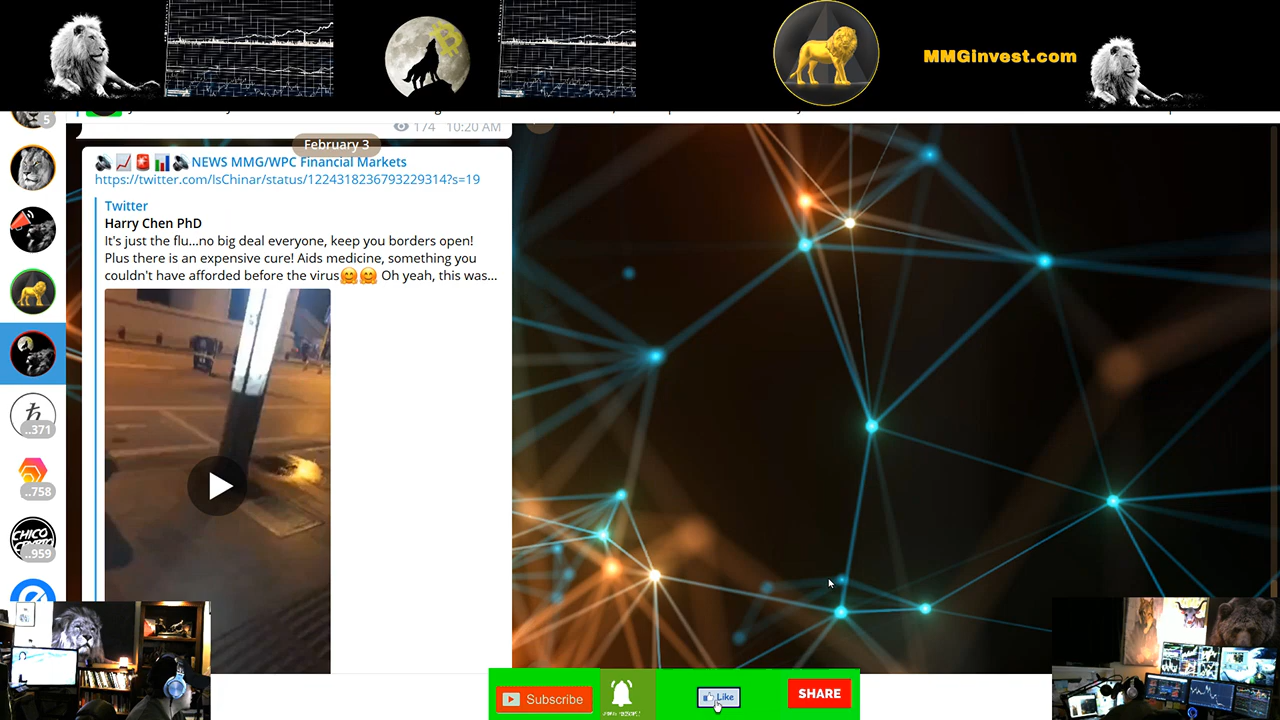 MMGinvest.com
5
174 10:20 AM
February 3
NEWS MMG/WPC Financial Markets
https://twitter.com/IsChinar/status/1224318236793229314?s=19
Twitter
Harry Chen PhD
It's just the flu...no big deal everyone, keep you borders open!
Plus there is an expensive cure! Aids medicine, something you
couldn't have afforded before the virus🤗🤗 Oh yeah, this was...
..371
..758
CHICO
..959
Subscribe
Like
SHARE